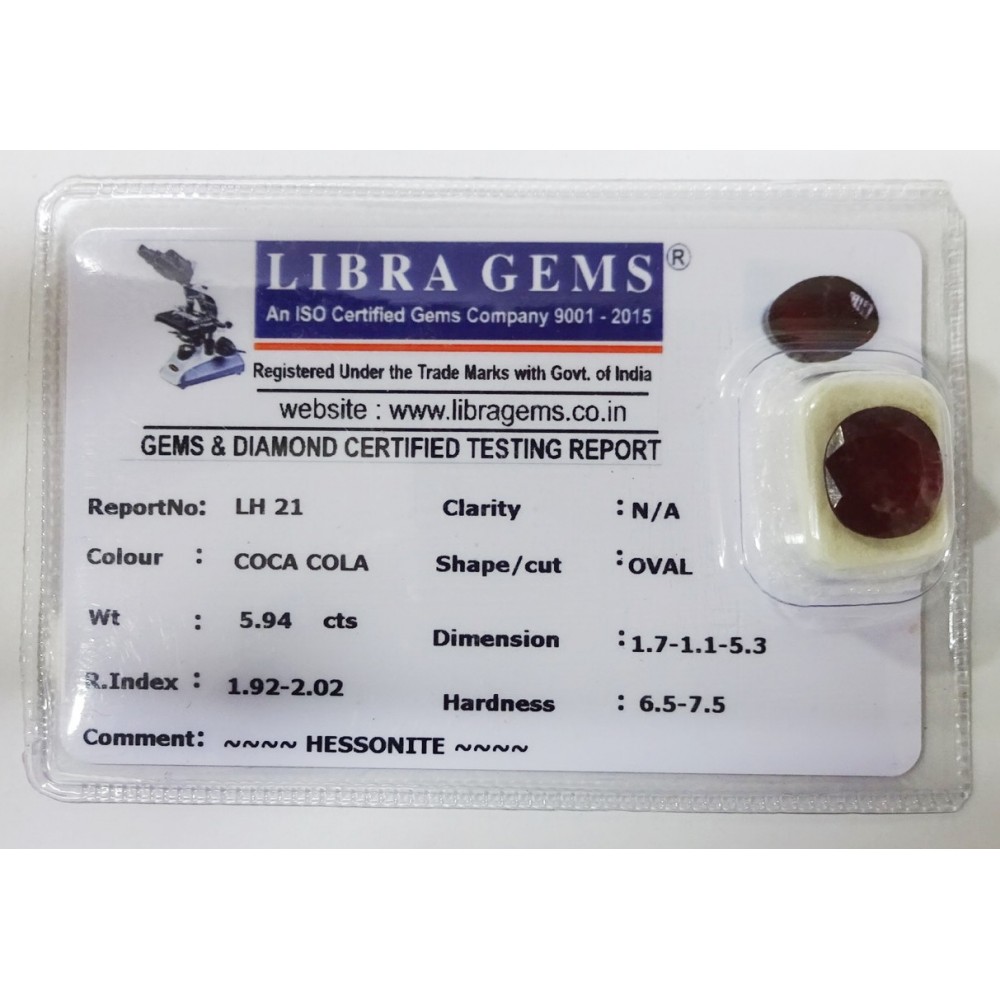 LIBRA GEMS ®
An ISO Certified Gems Company 9001 - 2015
Registered Under the Trade Marks with Govt. of India
website : www.libragems.co.in
GEMS & DIAMOND CERTIFIED TESTING REPORT
ReportNo: LH 21 Clarity : N/A
Colour : COCA COLA Shape/cut : OVAL
Wt : 5.94 cts Dimension : 1.7-1.1-5.3
R.Index : 1.92-2.02 Hardness : 6.5-7.5
Comment: ~~~~ HESSONITE ~~~~